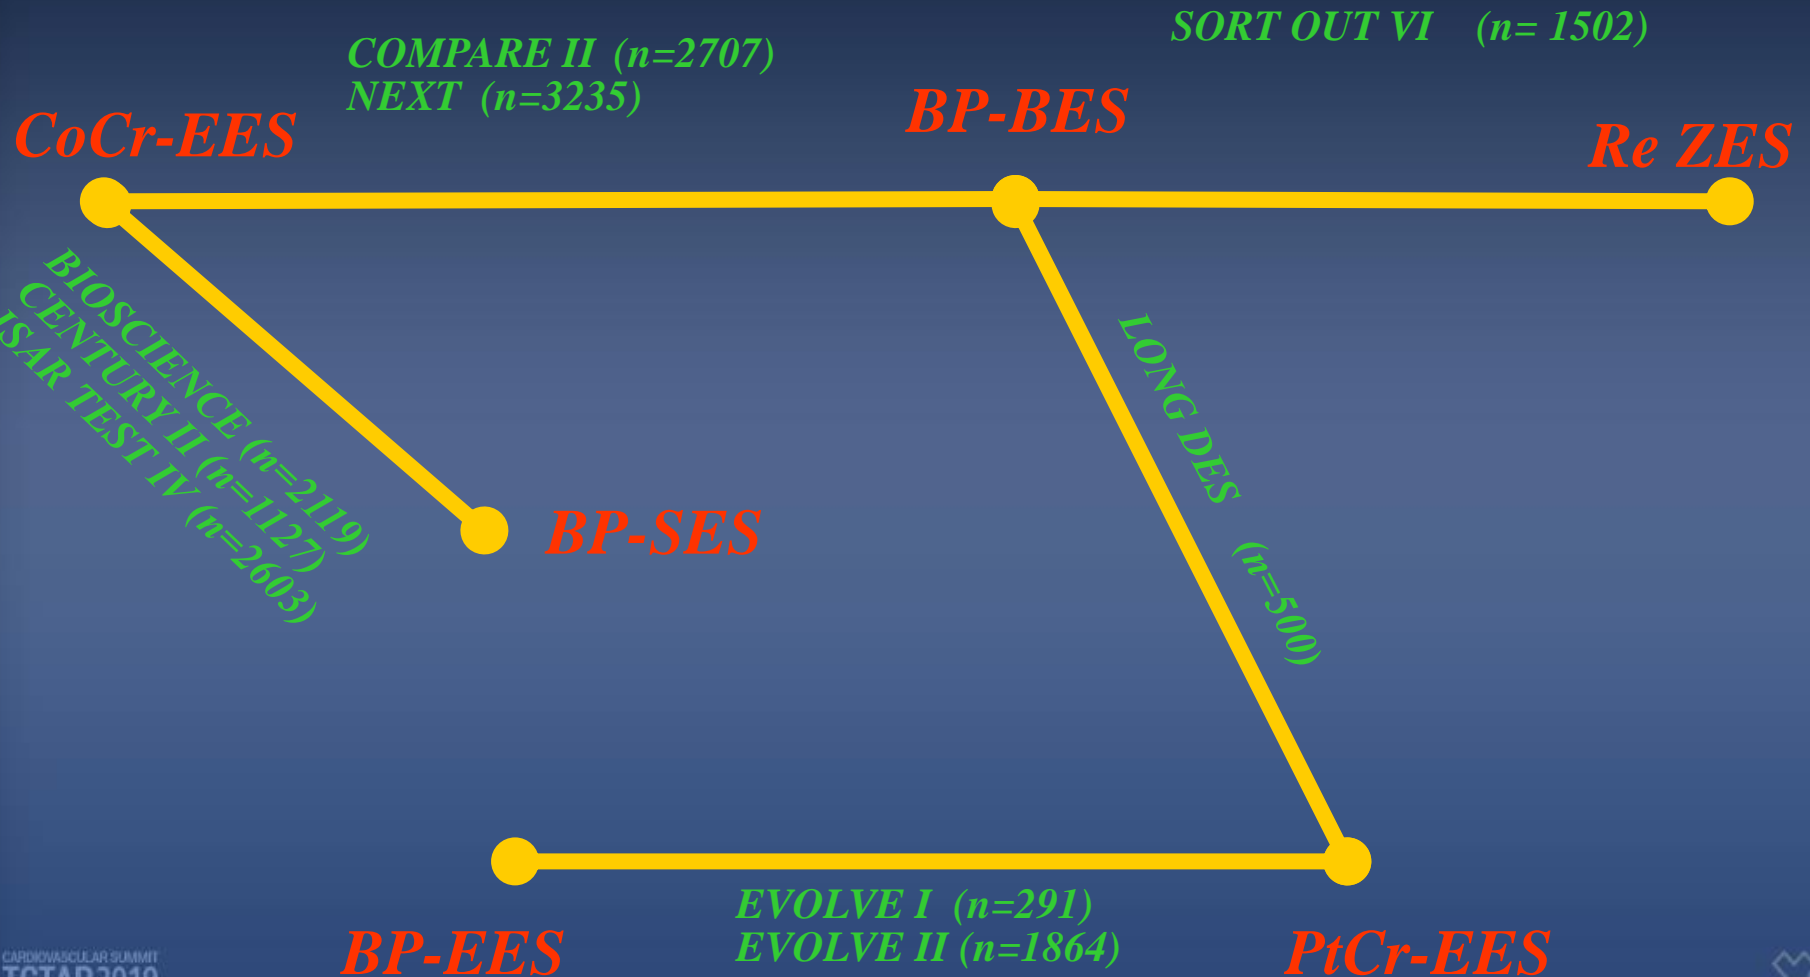 SORT OUT VI (n= 1502)
COMPARE II (n=2707)
NEXT (n=3235)
CoCr-EES
BP-BES
Re ZES
BIOSCIENCE (n=2119)
CENTURY II (n=1127)
ISAR TEST IV (n=2603)
LONG DES (n=500)
BP-SES
EVOLVE I (n=291)
EVOLVE II (n=1864)
BP-EES
PtCr-EES
CARDIOVASCULAR SUMMIT